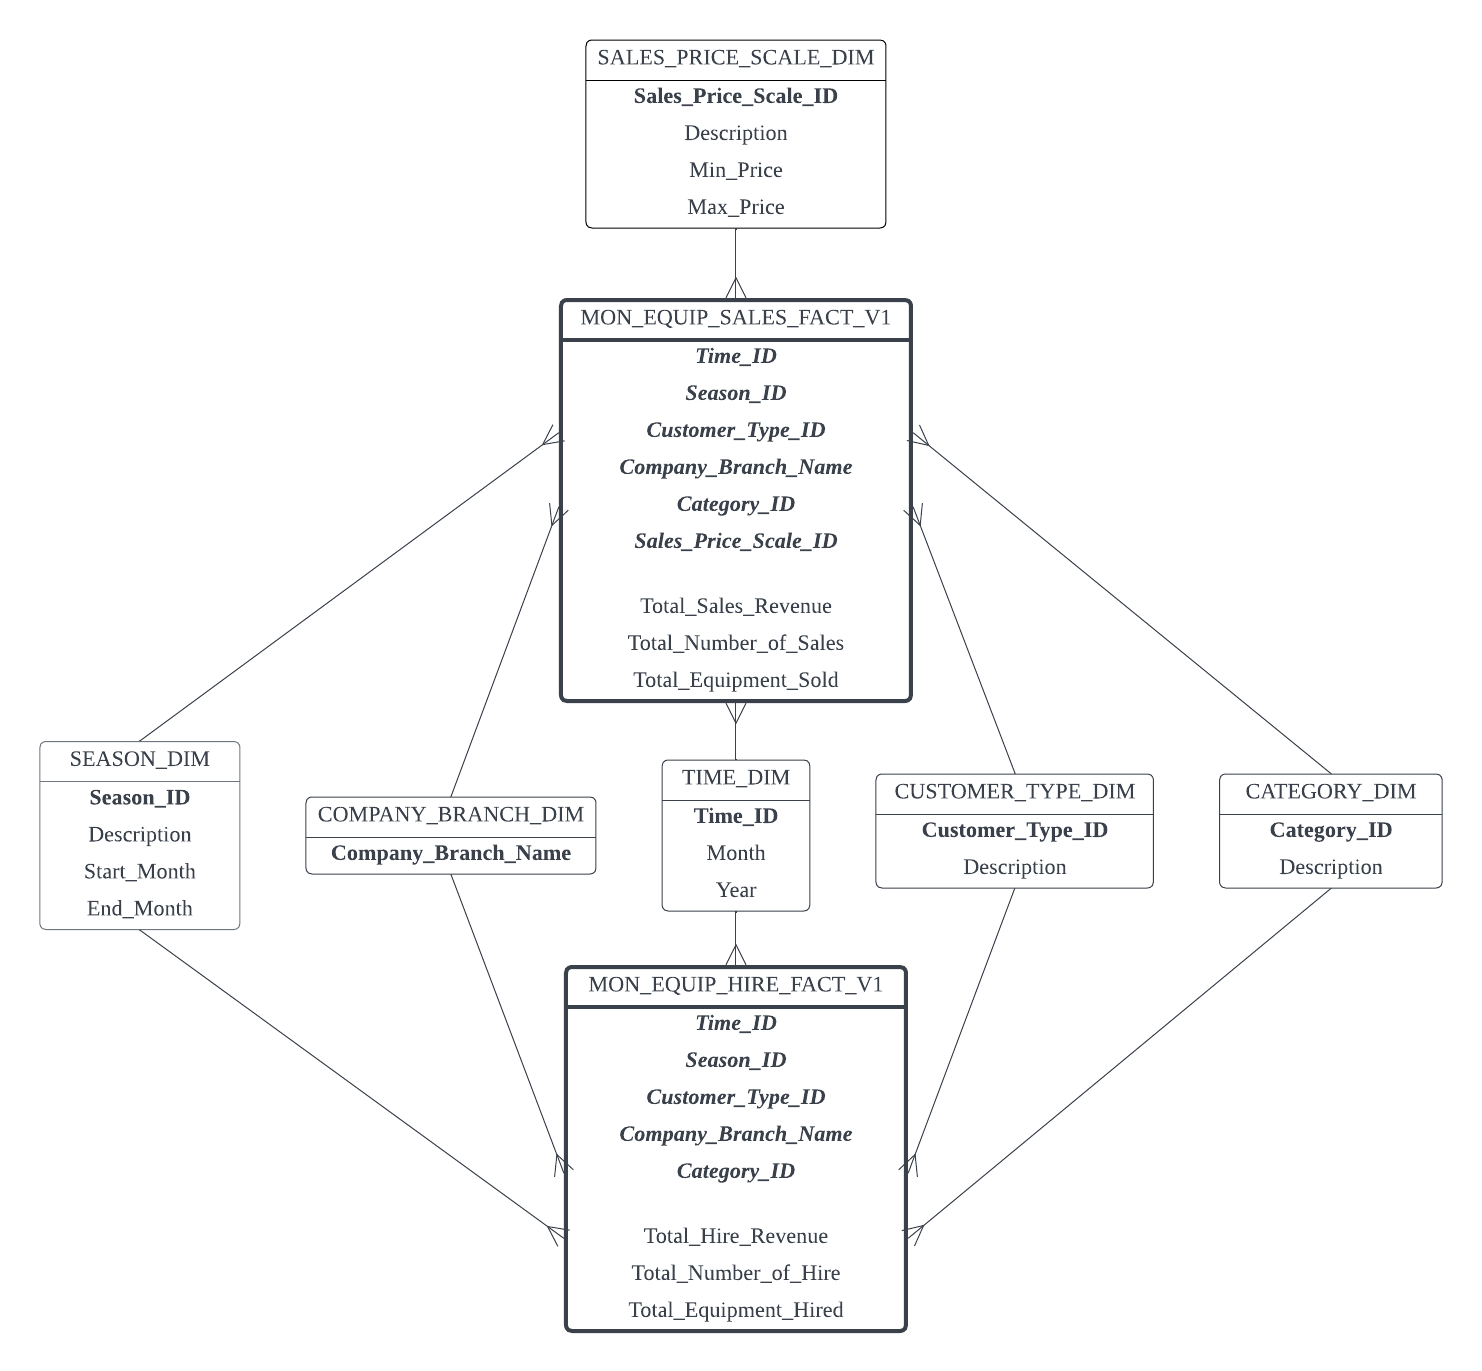 SALES_PRICE_SCALE_DIM
Sales_Price_Scale_ID
Description
Min_Price
Max_Price
MON_EQUIP_SALES_FACT_V1
Time_ID
Season_ID
Customer_Type_ID
Company_Branch_Name
Category_ID
Sales_Price_Scale_ID
Total_Sales_Revenue
Total_Number_of_Sales
Total_Equipment_Sold
SEASON_DIM
Season_ID
Description
Start_Month
End_Month
COMPANY_BRANCH_DIM
Company_Branch_Name
TIME_DIM
Time_ID
Month
Year
CUSTOMER_TYPE_DIM
Customer_Type_ID
Description
CATEGORY_DIM
Category_ID
Description
MON_EQUIP_HIRE_FACT_V1
Time_ID
Season_ID
Customer_Type_ID
Company_Branch_Name
Category_ID
Total_Hire_Revenue
Total_Number_of_Hire
Total_Equipment_Hired